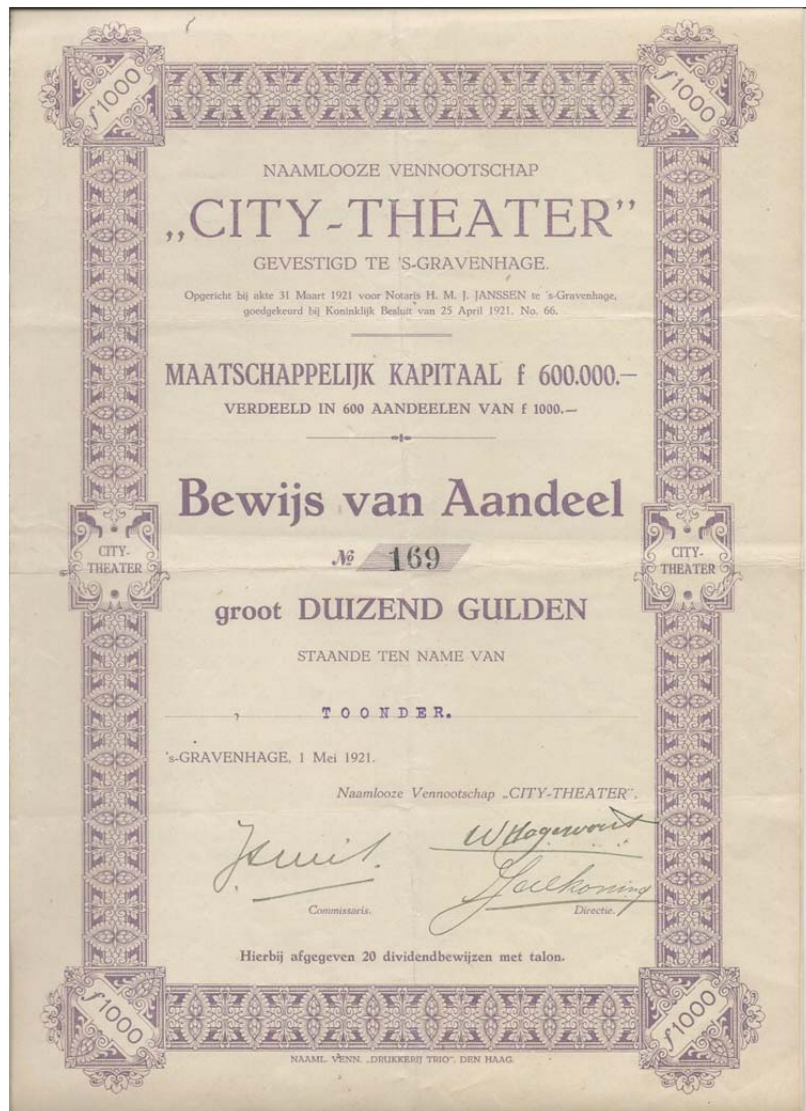 f1000
f1000
NAAMLOOZE VENNOOTSCHAP
„CITY-THEATER”
GEVESTIGD TE 'S-GRAVENHAGE.
Opgericht bij akte 31 Maart 1921 voor Notaris H. M. J. JANSSEN te 's-Gravenhage,
goedgekeurd bij Koninklijk Besluit van 25 April 1921. No. 66.
MAATSCHAPPELIJK KAPITAAL f 600.000.—
VERDEELD IN 600 AANDEELEN VAN f 1000.—
Bewijs van Aandeel
CITY-
THEATER
No 169
CITY-
THEATER
groot DUIZEND GULDEN
STAANDE TEN NAME VAN
TOONDER.
's-GRAVENHAGE, 1 Mei 1921.
Naamlooze Vennootschap „CITY-THEATER”.
Commissaris.
Directie.
Hierbij afgegeven 20 dividendbewijzen met talon.
f1000
f1000
NAAML. VENN. „DRUKKERIJ TRIO”. DEN HAAG.